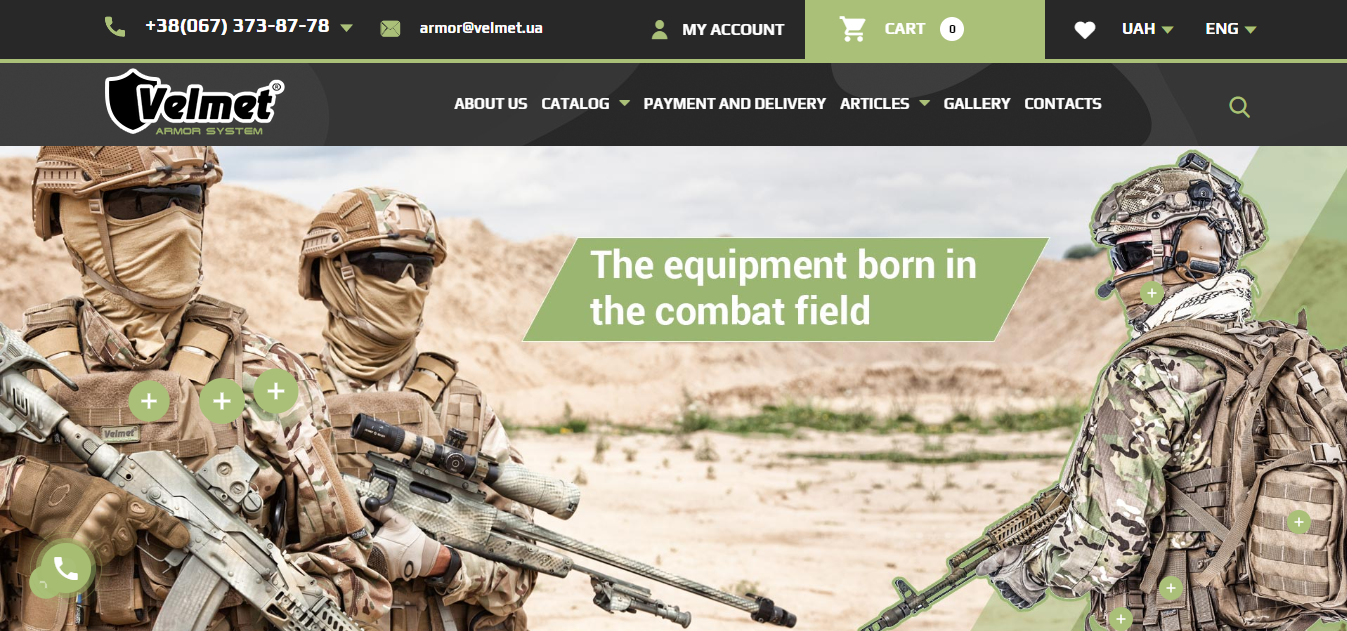 +38(067) 373-87-78
armor@velmet.ua
MY ACCOUNT
CART 0
UAH
ENG
Velmet®
ARMOR SYSTEM
ABOUT US
CATALOG
PAYMENT AND DELIVERY
ARTICLES
GALLERY
CONTACTS
The equipment born in
the combat field
Velmet